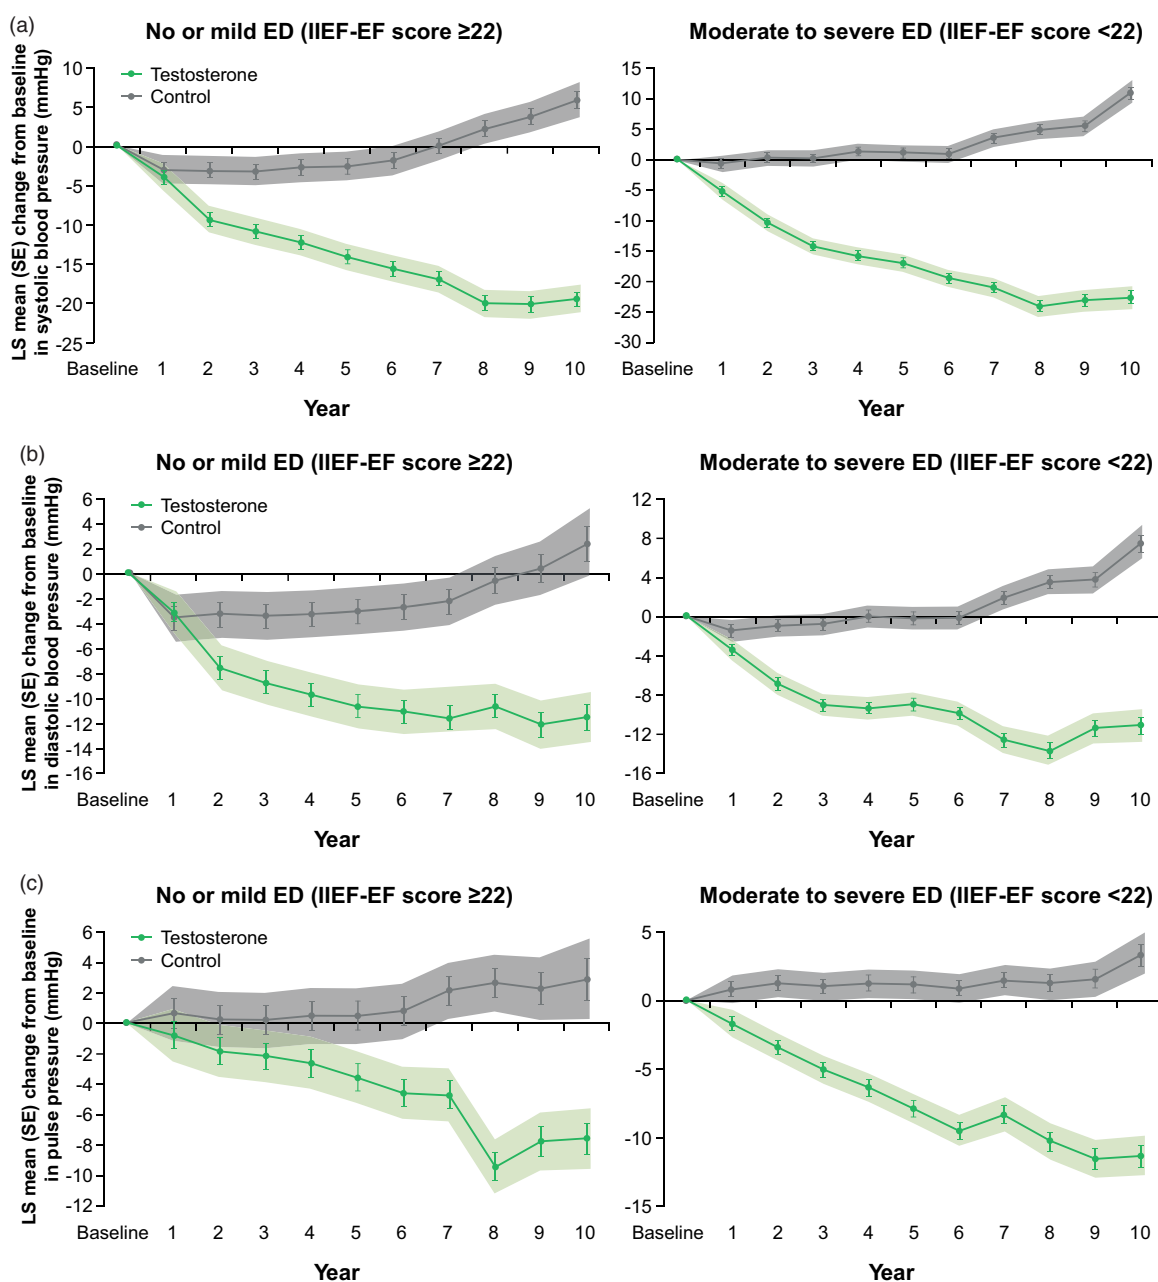 (a)
No or mild ED (IIEF-EF score ≥22)
Moderate to severe ED (IIEF-EF score <22)
LS mean (SE) change from baseline
in systolic blood pressure (mmHg)
Testosterone
Control
10
5
0
-5
-10
-15
-20
-25
Baseline 1 2 3 4 5 6 7 8 9 10
Year
15
10
5
0
-5
-10
-15
-20
-25
-30
Baseline 1 2 3 4 5 6 7 8 9 10
Year
(b)
No or mild ED (IIEF-EF score ≥22)
Moderate to severe ED (IIEF-EF score <22)
LS mean (SE) change from baseline
in diastolic blood pressure (mmHg)
Testosterone
Control
6
4
2
0
-2
-4
-6
-8
-10
-12
-14
-16
Baseline 1 2 3 4 5 6 7 8 9 10
Year
12
8
4
0
-4
-8
-12
-16
Baseline 1 2 3 4 5 6 7 8 9 10
Year
(c)
No or mild ED (IIEF-EF score ≥22)
Moderate to severe ED (IIEF-EF score <22)
LS mean (SE) change from baseline
in pulse pressure (mmHg)
Testosterone
Control
6
4
2
0
-2
-4
-6
-8
-10
-12
Baseline 1 2 3 4 5 6 7 8 9 10
Year
5
0
-5
-10
-15
Baseline 1 2 3 4 5 6 7 8 9 10
Year